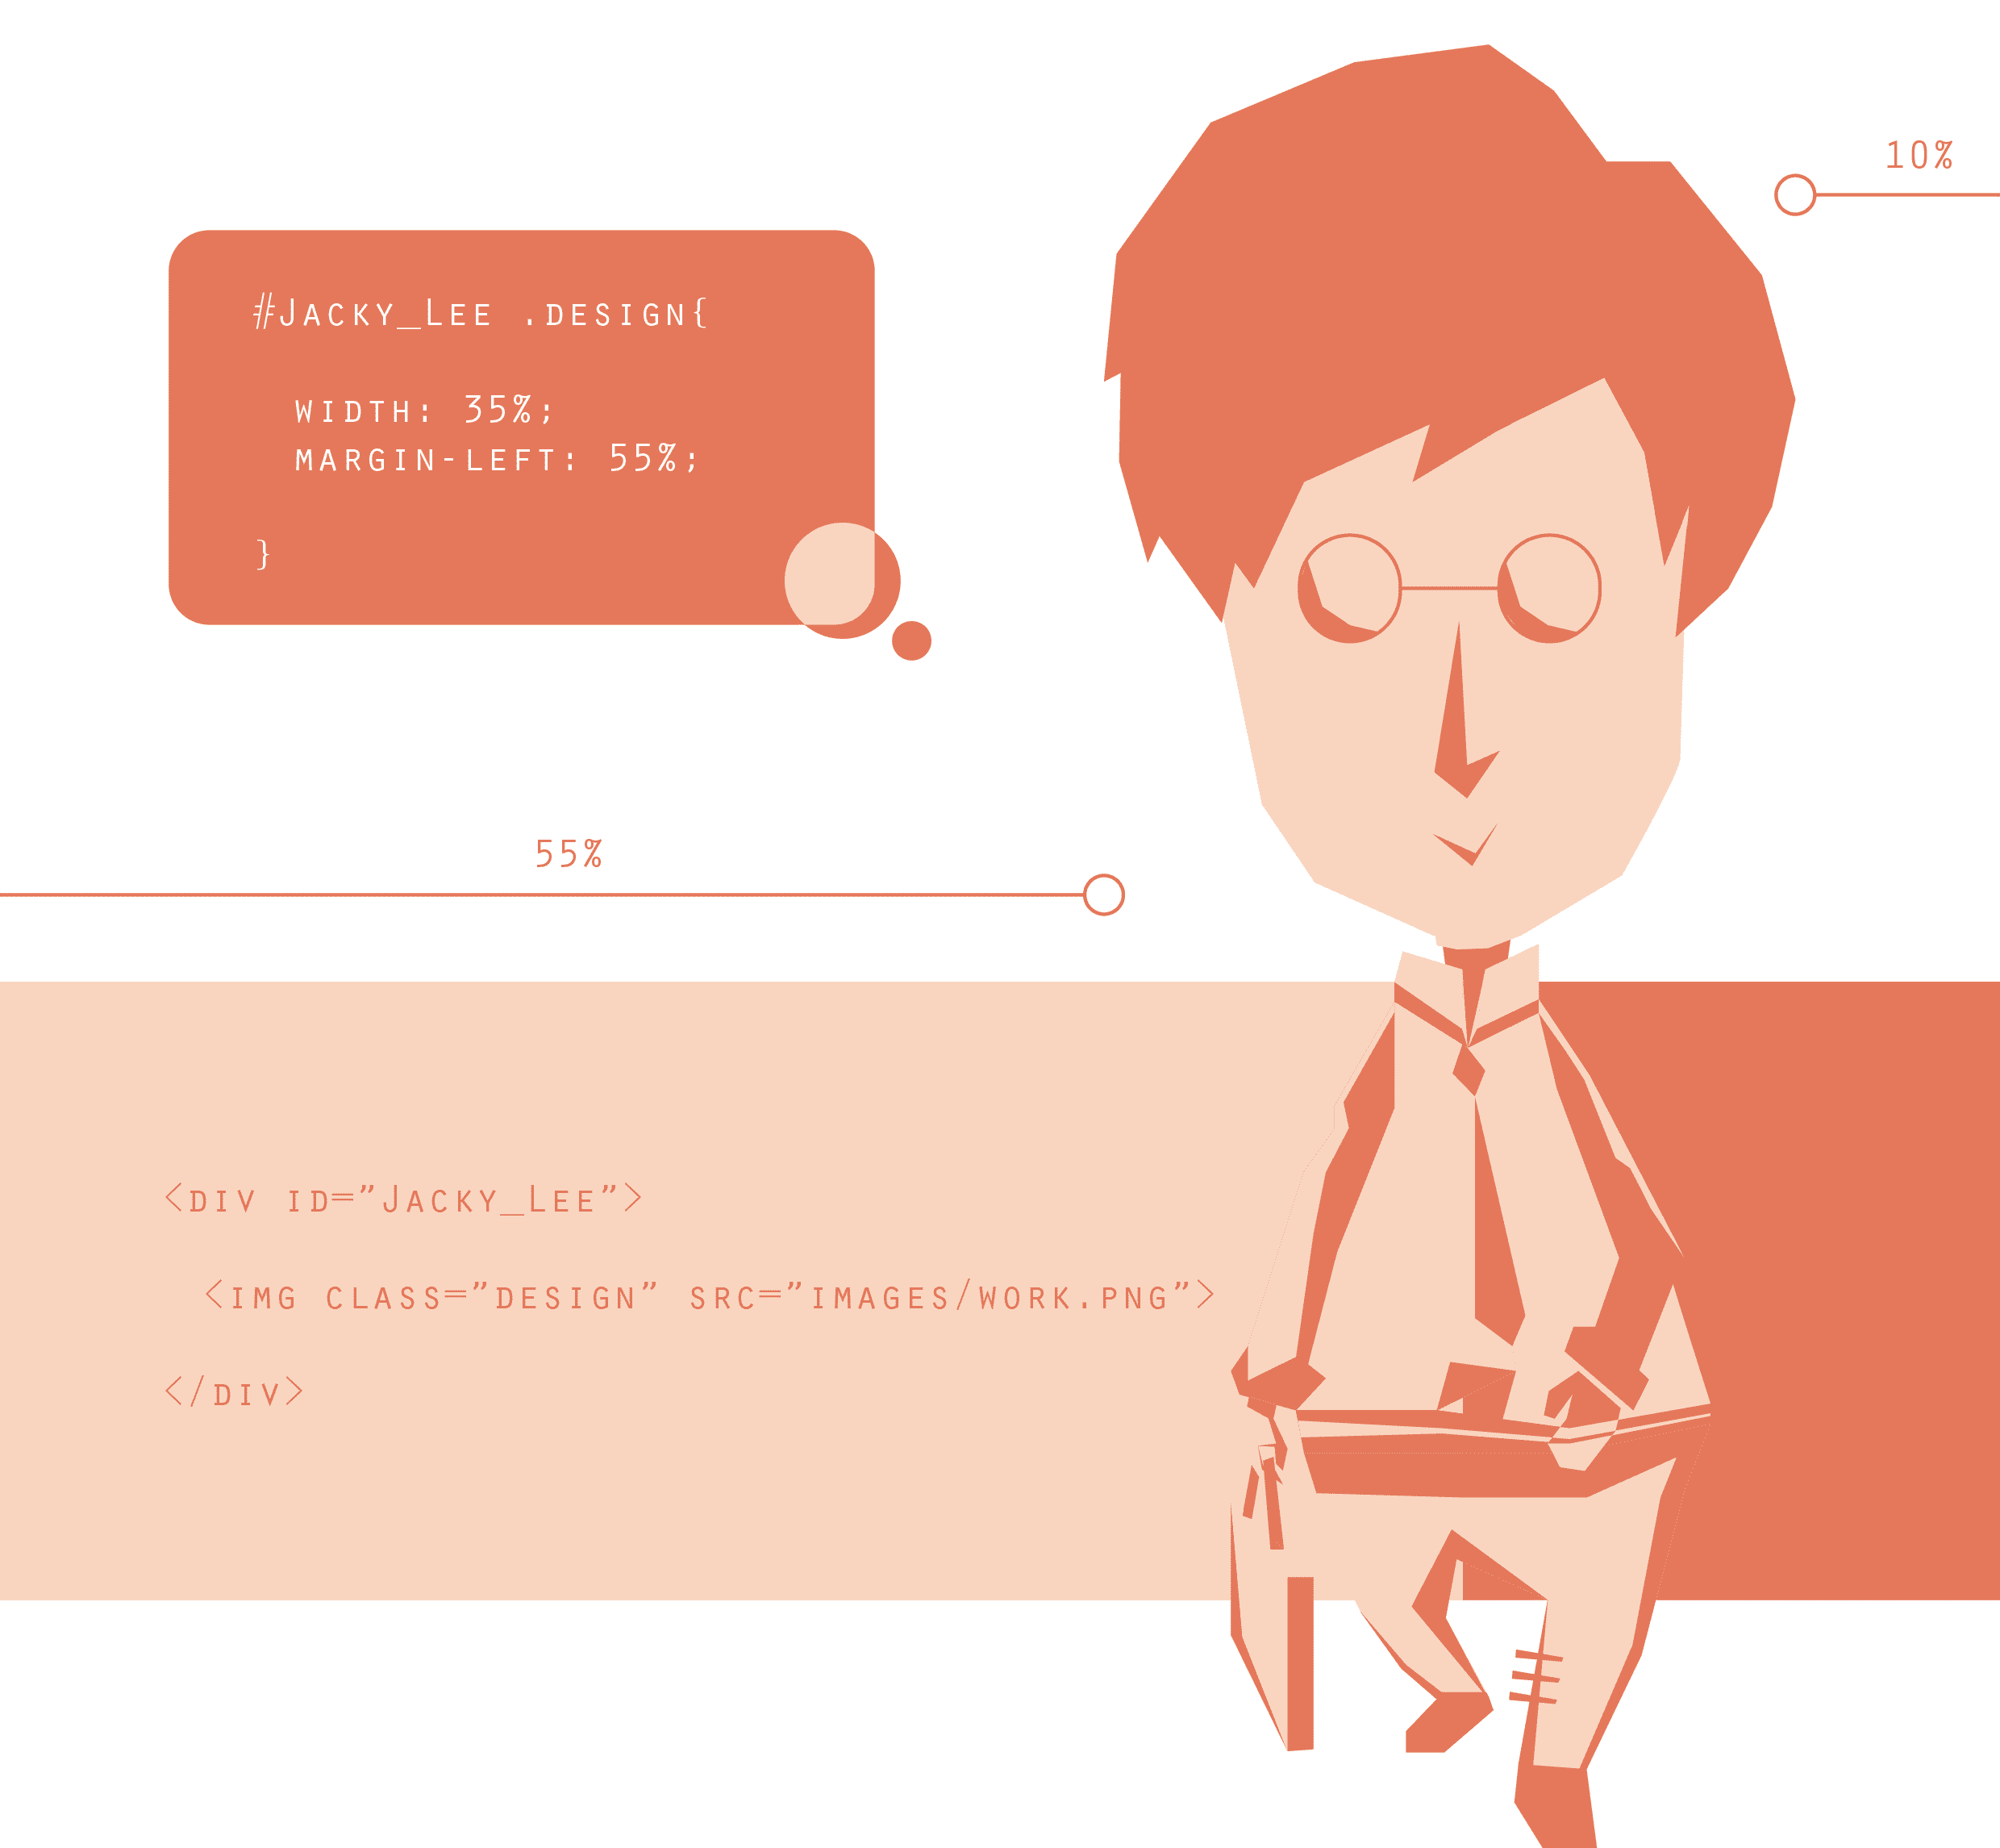 10%
#Jacky_Lee .design{
width: 35%;
margin-left: 55%;
}
55%
<div id=”Jacky_Lee”>
<img class=”design” src=”images/work.png”>
</div>